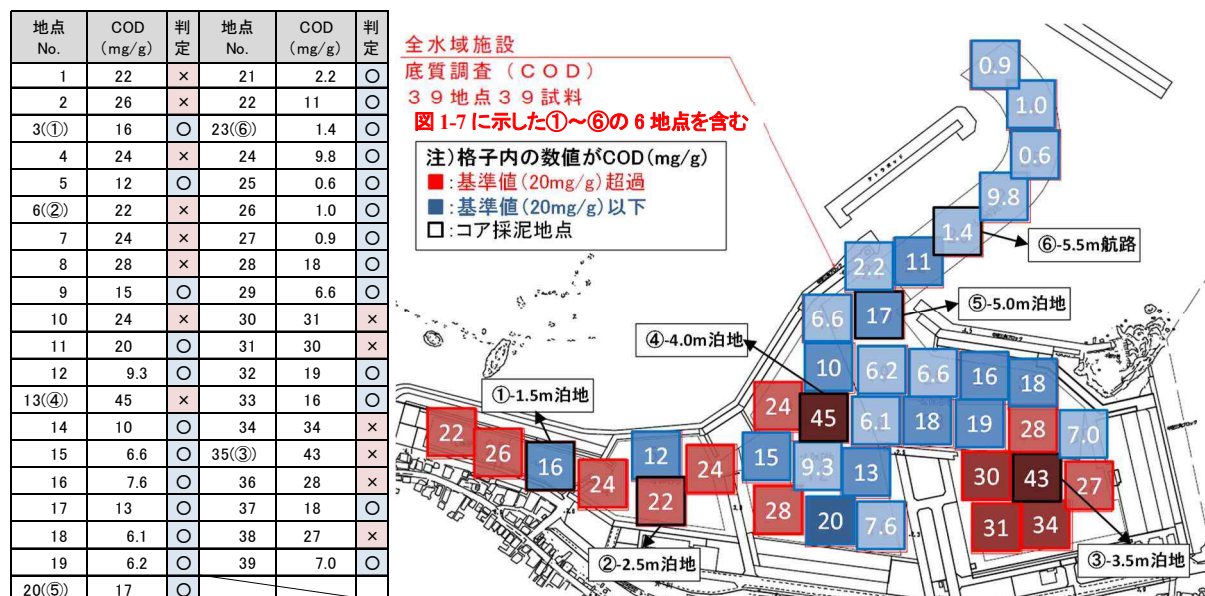 地点 No. COD (mg/g) 判定 地点 No. COD (mg/g) 判定
1 22 × 21 2.2 ○
2 26 × 22 11 ○
3(①) 16 ○ 23(⑥) 1.4 ○
4 24 × 24 9.8 ○
5 12 ○ 25 0.6 ○
6(②) 22 × 26 1.0 ○
7 24 × 27 0.9 ○
8 28 × 28 18 ○
9 15 ○ 29 6.6 ○
10 24 × 30 31 ×
11 20 ○ 31 30 ×
12 9.3 ○ 32 19 ○
13(④) 45 × 33 16 ○
14 10 ○ 34 34 ×
15 6.6 ○ 35(③) 43 ×
16 7.6 ○ 36 28 ×
17 13 ○ 37 18 ○
18 6.1 ○ 38 27 ×
19 6.2 ○ 39 7.0 ○
20(⑤) 17 ○
全水域施設
底質調査(COD)
39地点39試料
図1-7に示した①~⑥の6地点を含む
注)格子内の数値がCOD(mg/g)
■:基準値(20mg/g)超過
■:基準値(20mg/g)以下
□:コア採泥地点
0.9
1.0
0.6
9.8
1.4
⑥-5.5m航路
2.2 11
6.6 17
⑤-5.0m泊地
④-4.0m泊地
10 6.2 6.6 16 18
①-1.5m泊地
24 45 6.1 18 19 28 7.0
22 26 16 24 12 24 15 9.3 13
30 43 27
22 28 20 7.6 31 34
②-2.5m泊地
③-3.5m泊地